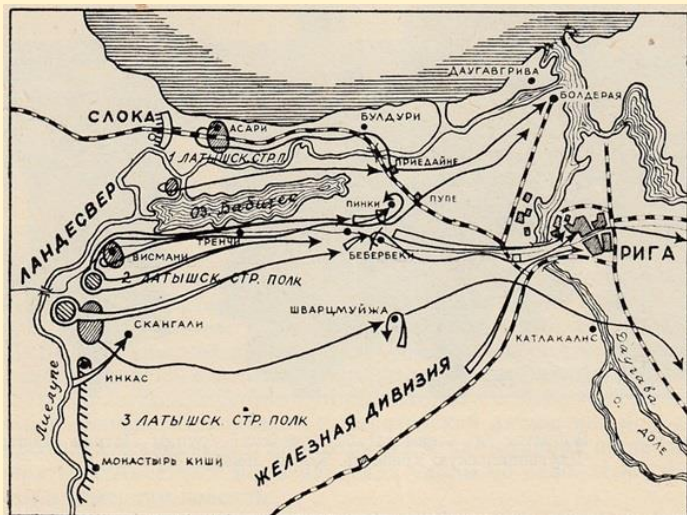 ДАУГАВГРИВА
БОЛДЕРАЯ
СЛОКА
АСАРИ
БУЛДУРИ
1 ЛАТЫШСК. СТР. П.
ПРИЕДАЙНЕ
ЛАНДЕСВЕР
Оз. Бабитес
ПИНКИ
ПУПЕ
ТРЕНЧИ
БЕБЕРБЕКИ
РИГА
ВИСМАНИ
2 ЛАТЫШСК. СТР. ПОЛК
ШВАРЦМУЙЖА
СКАНГАЛИ
КАТЛАКАЛНС
ИНКАС
Лиелупе
Даугава
ЖЕЛЕЗНАЯ ДИВИЗИЯ
3 ЛАТЫШСК. СТР. ПОЛК
О. ДОЛЕ
МОНАСТЫРЬ КИШИ